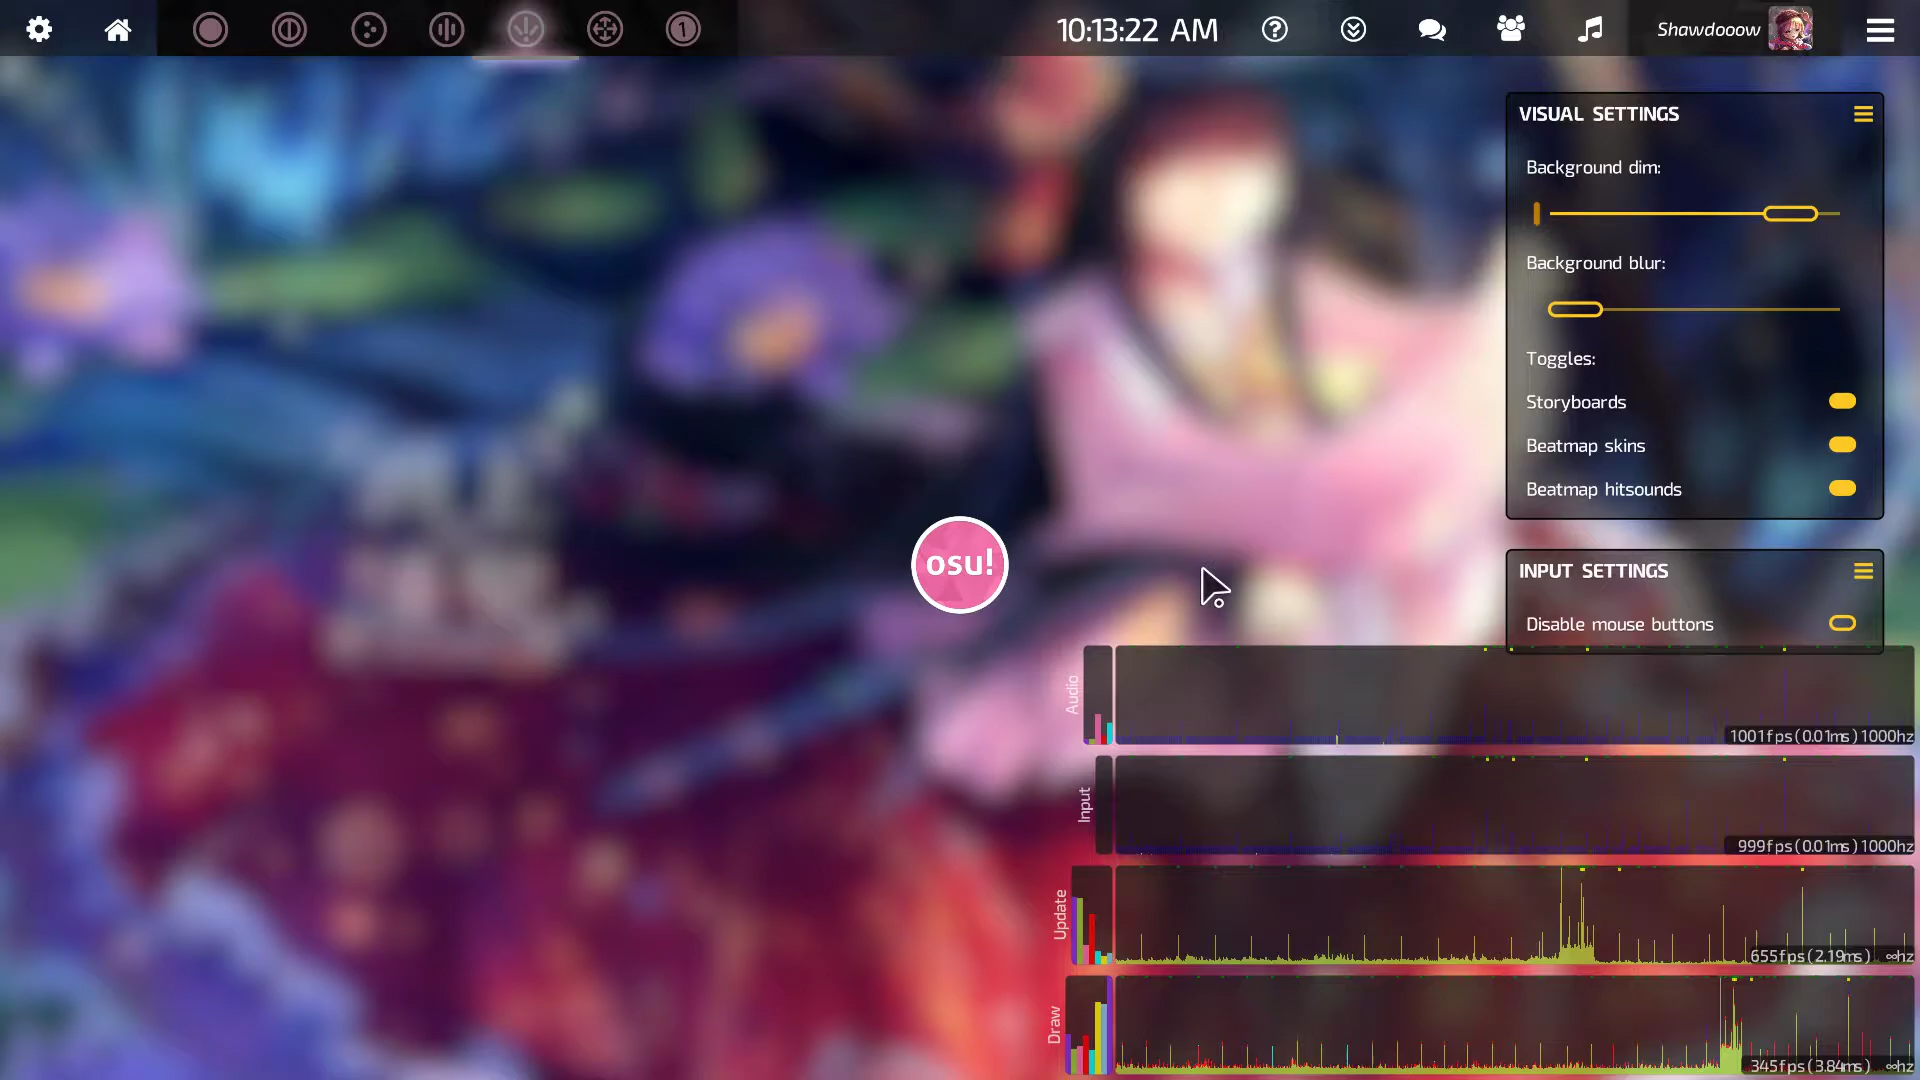 10:13:22 AM
Shawdooow
VISUAL SETTINGS
Background dim:
Background blur:
Toggles:
Storyboards
Beatmap skins
Beatmap hitsounds
osu!
INPUT SETTINGS
Disable mouse buttons
Audio
1001fps(0.01ms)1000hz
Input
999fps(0.01ms)1000hz
Update
655fps(2.19ms) ∞hz
Draw
345fps(3.84ms) ∞hz